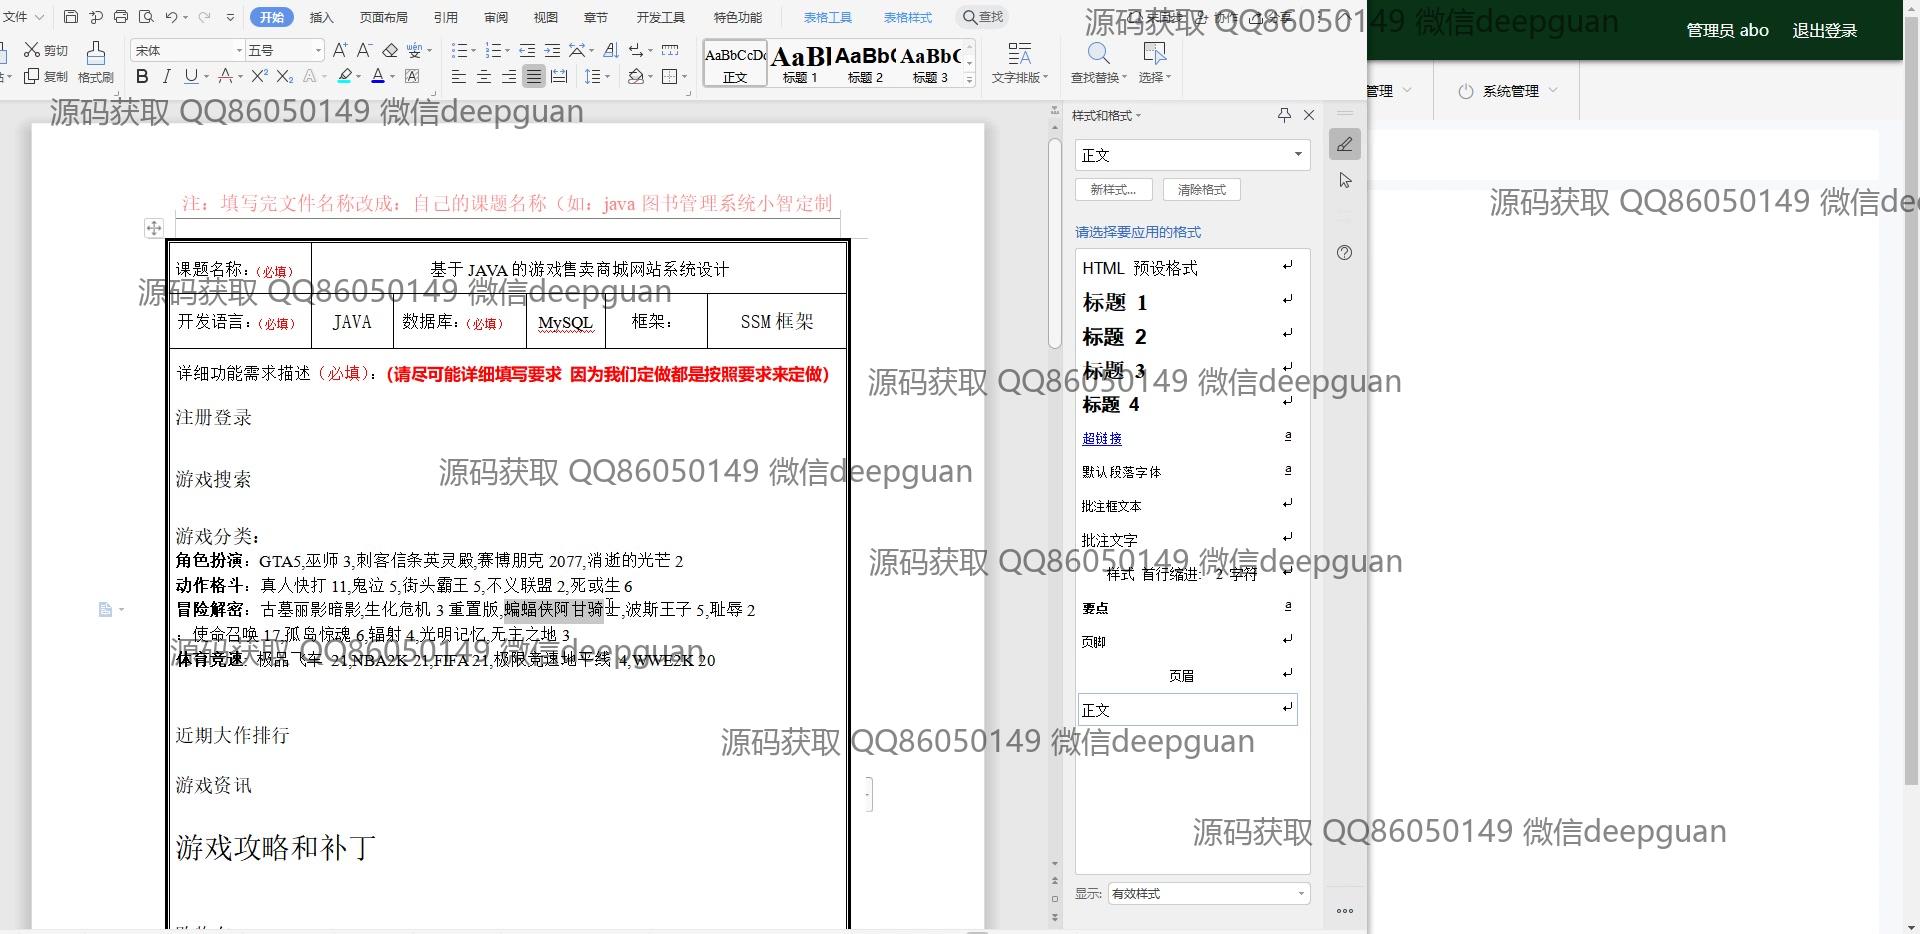 文件
开始 插入 页面布局 引用 审阅 视图 章节 开发工具 特色功能 表格工具 表格样式 查找
管理员 abo 退出登录
剪切
复制 格式刷
宋体 五号
AaBbCcDc 正文
AaBl 标题 1
AaBb( 标题 2
AaBb( 标题 3
文字排版 查找替换 选择
管理 系统管理
源码获取 QQ86050149 微信deepguan
源码获取 QQ86050149 微信deepguan
源码获取 QQ86050149 微信de
注：填写完文件名称改成：自己的课题名称（如：java 图书管理系统小智定制
课题名称：（必填） 基于 JAVA 的游戏售卖商城网站系统设计
源码获取 QQ86050149 微信deepguan
开发语言：（必填） JAVA 数据库：（必填） MySQL 框架： SSM 框架
详细功能需求描述（必填）：（请尽可能详细填写要求 因为我们定做都是按照要求来定做）
源码获取 QQ86050149 微信deepguan
注册登录
游戏搜索
源码获取 QQ86050149 微信deepguan
游戏分类：
角色扮演：GTA5,巫师 3,刺客信条英灵殿,赛博朋克 2077,消逝的光芒 2
源码获取 QQ86050149 微信deepguan
动作格斗：真人快打 11,鬼泣 5,街头霸王 5,不义联盟 2,死或生 6
冒险解密：古墓丽影暗影,生化危机 3 重置版,蝙蝠侠阿甘骑士,波斯王子 5,耻辱 2
：使命召唤 17,孤岛惊魂 6,辐射 4,光明记忆,无主之地 3
源码获取 QQ86050149 微信deepguan
体育竞速：极品飞车 21,NBA2K 21,FIFA 21,极限竞速地平线 4,WWE2K 20
近期大作排行
源码获取 QQ86050149 微信deepguan
游戏资讯
游戏攻略和补丁
源码获取 QQ86050149 微信deepguan
样式和格式
正文
新样式... 清除格式
请选择要应用的格式
HTML 预设格式
标题 1
标题 2
标题 3
标题 4
超链接
默认段落字体
批注框文本
批注文字
样式 首行缩进: 2 字符
要点
页脚
页眉
正文
显示: 有效样式